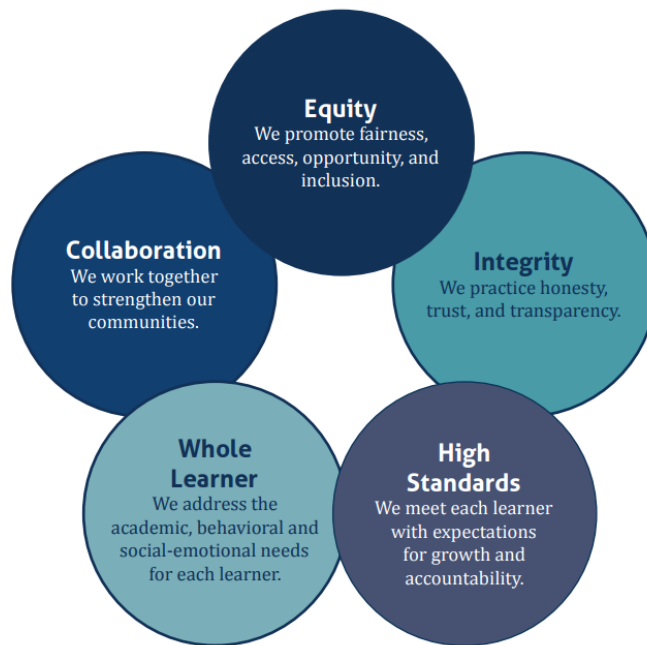 Equity
We promote fairness,
access, opportunity, and
inclusion.
Collaboration
We work together
to strengthen our
communities.
Integrity
We practice honesty,
trust, and transparency.
Whole
Learner
We address the
academic, behavioral and
social-emotional needs
for each learner.
High
Standards
We meet each learner
with expectations
for growth and
accountability.